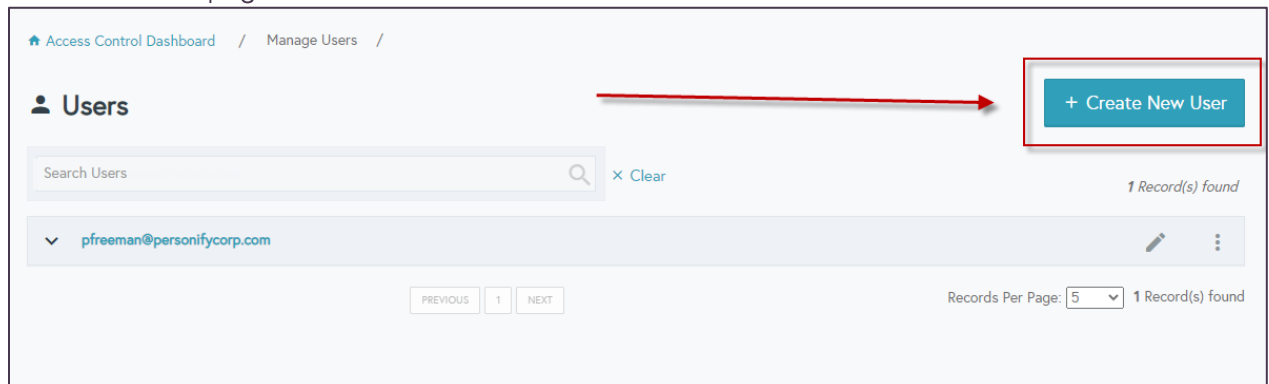 Access Control Dashboard / Manage Users /
Users
+ Create New User
Search Users
× Clear
1 Record(s) found
pfreeman@personifycorp.com
PREVIOUS 1 NEXT
Records Per Page: 5 1 Record(s) found